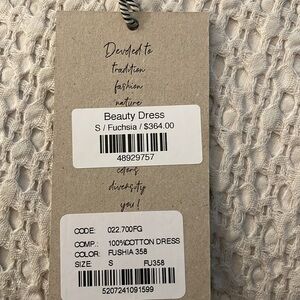 Devoted to
tradition
fashion
nature
Beauty Dress
S / Fuchsia / $364.00
48929757
colors
diversity
you!
CODE: 022.700FG
COMP.: 100%COTTON DRESS
COLOR: FUSHIA 358
SIZE: S FU358
5207241091599